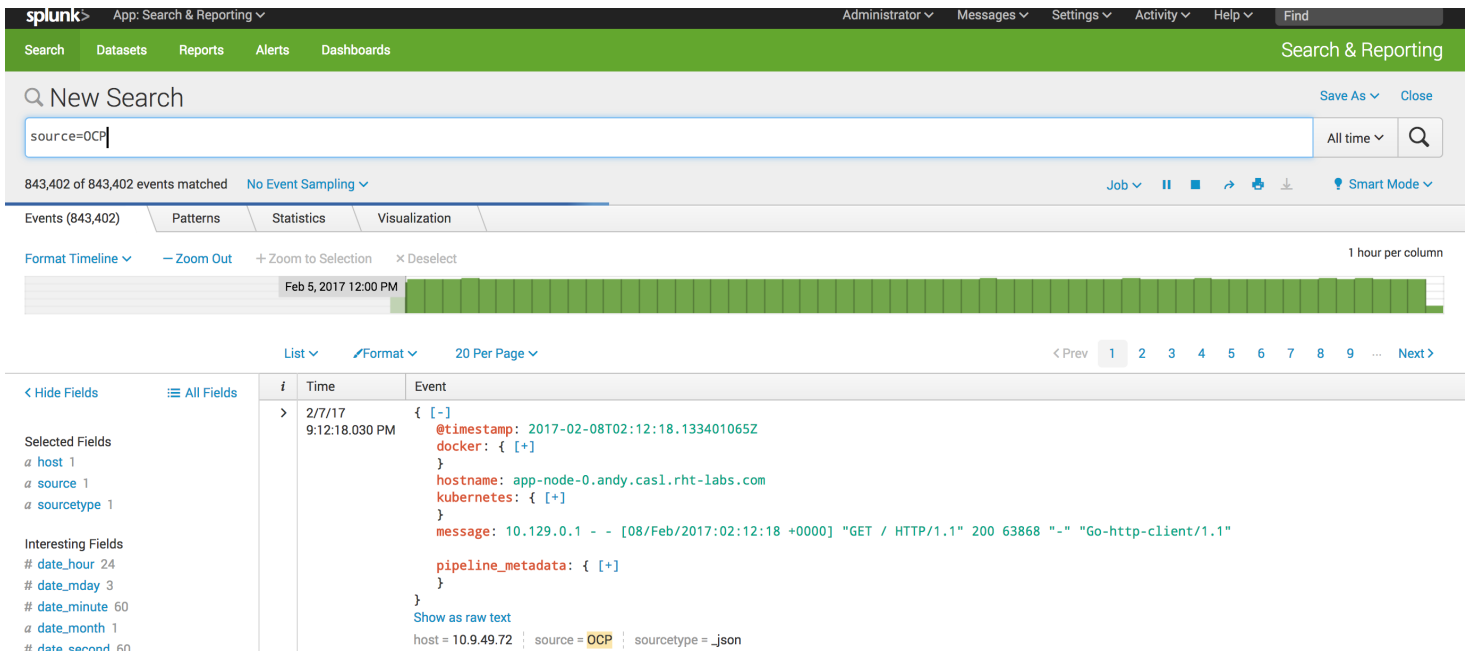 splunk> App: Search & Reporting Administrator Messages Settings Activity Help Find
Search Datasets Reports Alerts Dashboards Search & Reporting
New Search Save As Close
source=OCP All time
843,402 of 843,402 events matched No Event Sampling Job Smart Mode
Events (843,402) Patterns Statistics Visualization
Format Timeline — Zoom Out + Zoom to Selection × Deselect 1 hour per column
Feb 5, 2017 12:00 PM
List Format 20 Per Page < Prev 1 2 3 4 5 6 7 8 9 ... Next >
< Hide Fields All Fields i Time Event
Selected Fields
a host 1
a source 1
a sourcetype 1
Interesting Fields
# date_hour 24
# date_mday 3
# date_minute 60
a date_month 1
# date_second 60
> 2/7/17
9:12:18.030 PM
{ [-]
@timestamp: 2017-02-08T02:12:18.133401065Z
docker: { [+]
}
hostname: app-node-0.andy.casl.rht-labs.com
kubernetes: { [+]
}
message: 10.129.0.1 - - [08/Feb/2017:02:12:18 +0000] "GET / HTTP/1.1" 200 63868 "-" "Go-http-client/1.1"
pipeline_metadata: { [+]
}
}
Show as raw text
host = 10.9.49.72 source = OCP sourcetype = _json